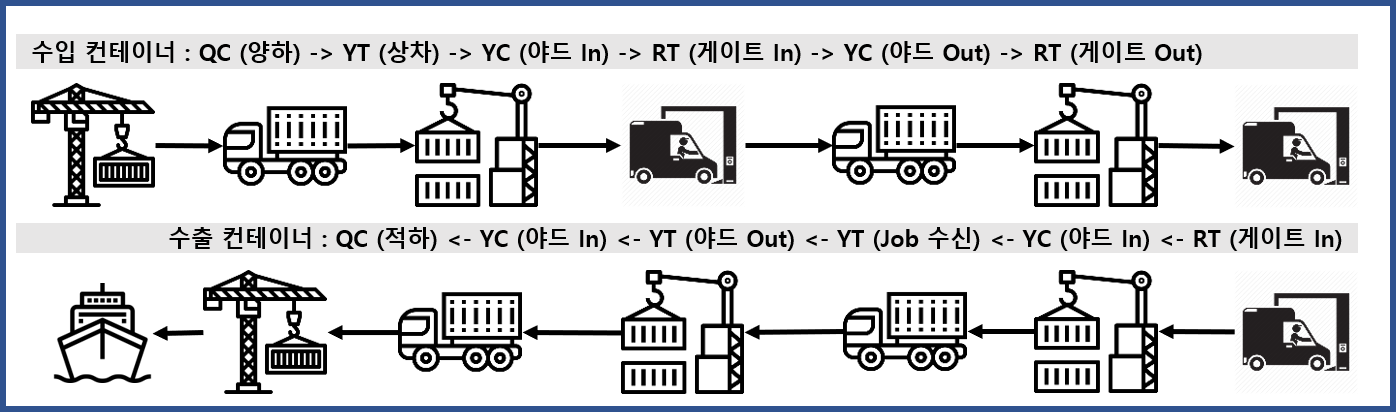 수입 컨테이너 : QC (양하) -> YT (상차) -> YC (야드 In) -> RT (게이트 In) -> YC (야드 Out) -> RT (게이트 Out)
수출 컨테이너 : QC (적하) <- YC (야드 In) <- YT (야드 Out) <- YT (Job 수신) <- YC (야드 In) <- RT (게이트 In)